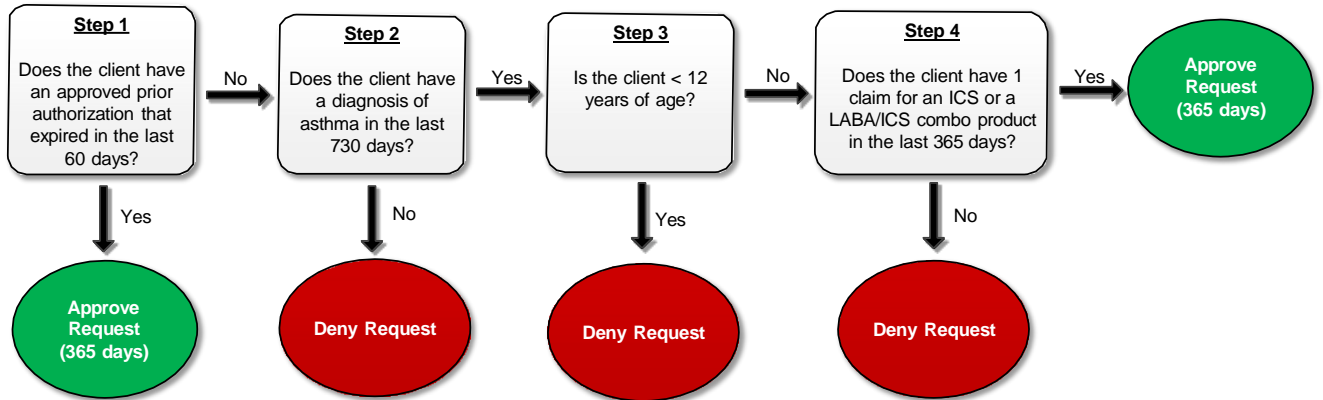 Step 1
Does the client have
an approved prior
authorization that
expired in the last
60 days?
No
Step 2
Does the client have
a diagnosis of
asthma in the last
730 days?
Yes
Step 3
Is the client < 12
years of age?
No
Step 4
Does the client have 1
claim for an ICS or a
LABA/ICS combo product
in the last 365 days?
Yes
Approve
Request
(365 days)
Yes
No
Yes
No
Approve
Request
(365 days)
Deny Request
Deny Request
Deny Request